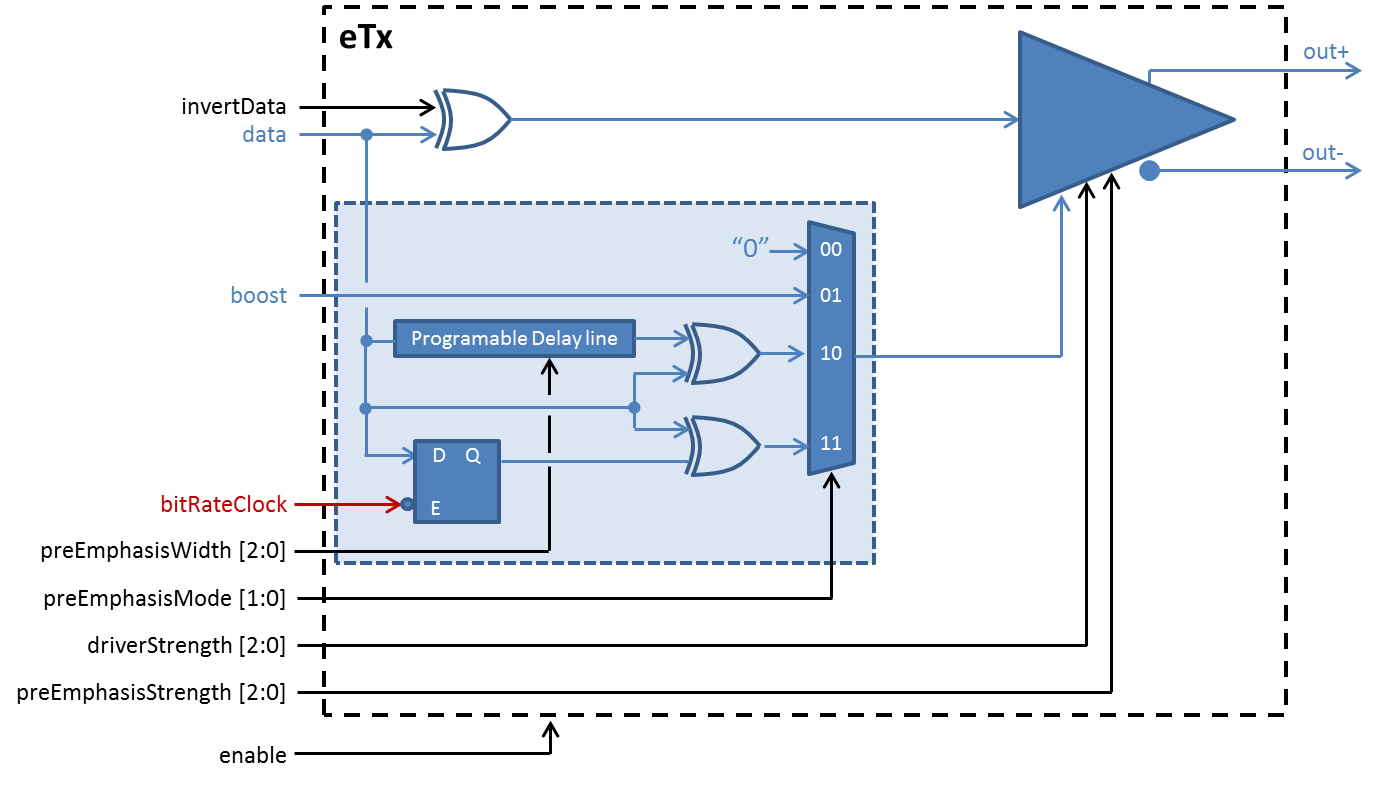 eTx
out+
invertData
data
out-
“0”
00
boost
01
Programable Delay line
10
11
D Q
bitRateClock
E
preEmphasisWidth [2:0]
preEmphasisMode [1:0]
driverStrength [2:0]
preEmphasisStrength [2:0]
enable